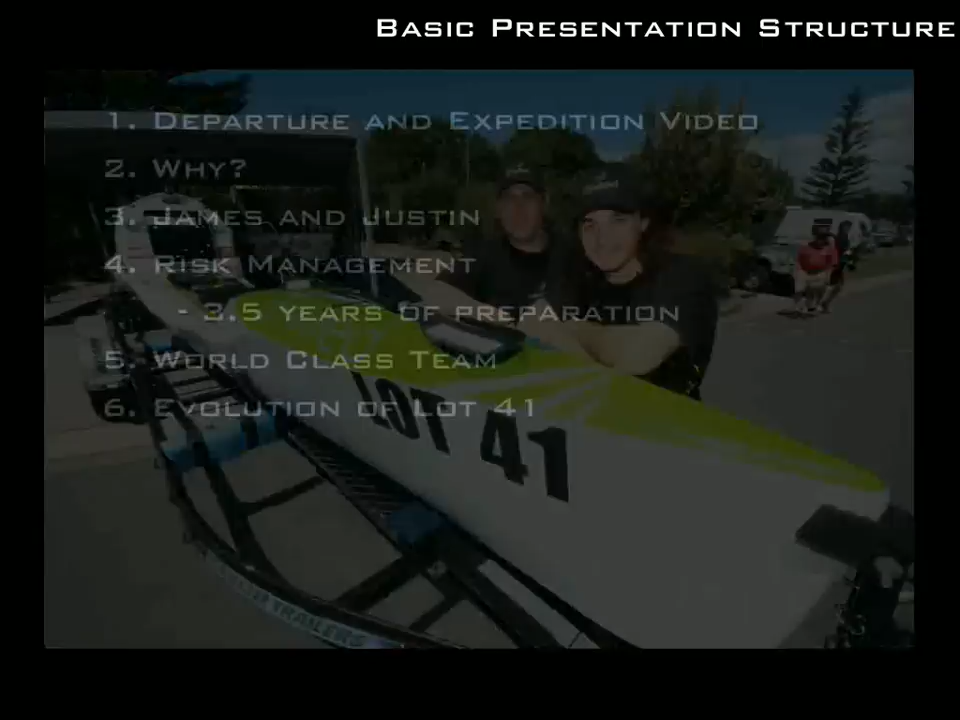 Basic Presentation Structure
1. Departure and Expedition Video
2. Why?
3. James and Justin
4. Risk Management
- 3.5 years of preparation
5. World Class Team
6. Evolution of Lot 41
LOT 41
TRAILERS